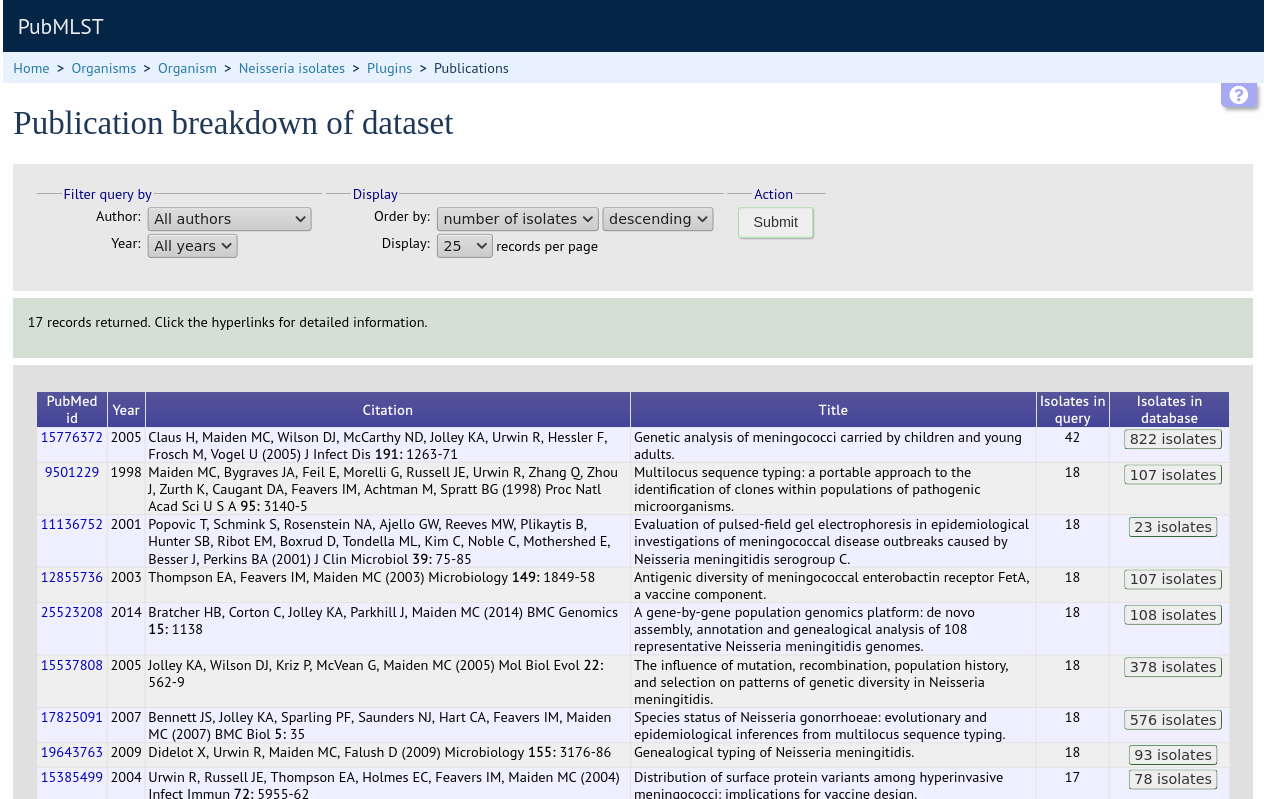 PubMLST
Home > Organisms > Organism > Neisseria isolates > Plugins > Publications
?
Publication breakdown of dataset
Filter query by
Author: All authors
Year: All years
Display
Order by: number of isolates descending
Display: 25 records per page
Action
Submit
17 records returned. Click the hyperlinks for detailed information.
PubMed id Year Citation Title Isolates in query Isolates in database
15776372 2005 Claus H, Maiden MC, Wilson DJ, McCarthy ND, Jolley KA, Urwin R, Hessler F,
Frosch M, Vogel U (2005) J Infect Dis 191: 1263-71
Genetic analysis of meningococci carried by children and young
adults.
42 822 isolates
9501229 1998 Maiden MC, Bygraves JA, Feil E, Morelli G, Russell JE, Urwin R, Zhang Q, Zhou
J, Zurth K, Caugant DA, Feavers IM, Achtman M, Spratt BG (1998) Proc Natl
Acad Sci U S A 95: 3140-5
Multilocus sequence typing: a portable approach to the
identification of clones within populations of pathogenic
microorganisms.
18 107 isolates
11136752 2001 Popovic T, Schmink S, Rosenstein NA, Ajello GW, Reeves MW, Plikaytis B,
Hunter SB, Ribot EM, Boxrud D, Tondella ML, Kim C, Noble C, Mothershed E,
Besser J, Perkins BA (2001) J Clin Microbiol 39: 75-85
Evaluation of pulsed-field gel electrophoresis in epidemiological
investigations of meningococcal disease outbreaks caused by
Neisseria meningitidis serogroup C.
18 23 isolates
12855736 2003 Thompson EA, Feavers IM, Maiden MC (2003) Microbiology 149: 1849-58
Antigenic diversity of meningococcal enterobactin receptor FetA,
a vaccine component.
18 107 isolates
25523208 2014 Bratcher HB, Corton C, Jolley KA, Parkhill J, Maiden MC (2014) BMC Genomics
15: 1138
A gene-by-gene population genomics platform: de novo
assembly, annotation and genealogical analysis of 108
representative Neisseria meningitidis genomes.
18 108 isolates
15537808 2005 Jolley KA, Wilson DJ, Kriz P, McVean G, Maiden MC (2005) Mol Biol Evol 22:
562-9
The influence of mutation, recombination, population history,
and selection on patterns of genetic diversity in Neisseria
meningitidis.
18 378 isolates
17825091 2007 Bennett JS, Jolley KA, Sparling PF, Saunders NJ, Hart CA, Feavers IM, Maiden
MC (2007) BMC Biol 5: 35
Species status of Neisseria gonorrhoeae: evolutionary and
epidemiological inferences from multilocus sequence typing.
18 576 isolates
19643763 2009 Didelot X, Urwin R, Maiden MC, Falush D (2009) Microbiology 155: 3176-86
Genealogical typing of Neisseria meningitidis.
18 93 isolates
15385499 2004 Urwin R, Russell JE, Thompson EA, Holmes EC, Feavers IM, Maiden MC (2004)
Infect Immun 72: 5955-62
Distribution of surface protein variants among hyperinvasive
meningococci: implications for vaccine design.
17 78 isolates